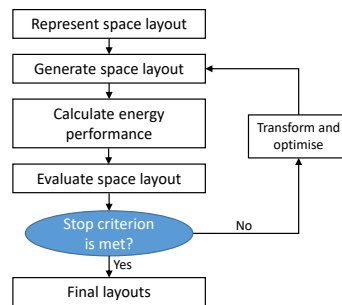 Represent space layout
Generate space layout
Calculate energy
performance
Transform and
optimise
Evaluate space layout
Stop criterion
is met?
No
Yes
Final layouts